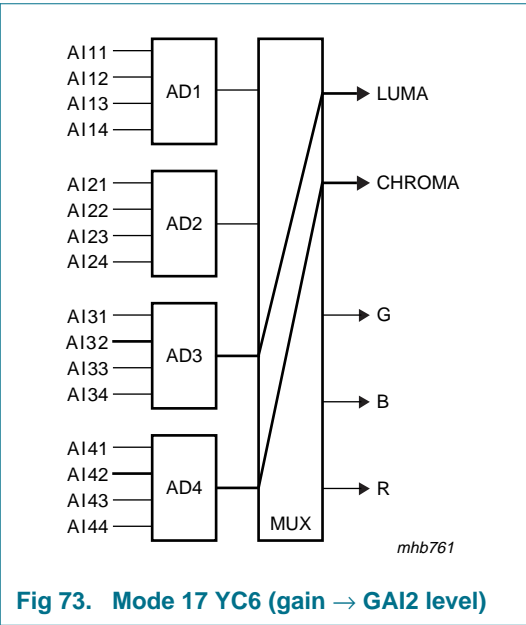 AI11
AI12
AI13
AI14
AD1
AI21
AI22
AI23
AI24
AD2
AI31
AI32
AI33
AI34
AD3
AI41
AI42
AI43
AI44
AD4
MUX
LUMA
CHROMA
G
B
R
mhb761
Fig 73. Mode 17 YC6 (gain → GAI2 level)